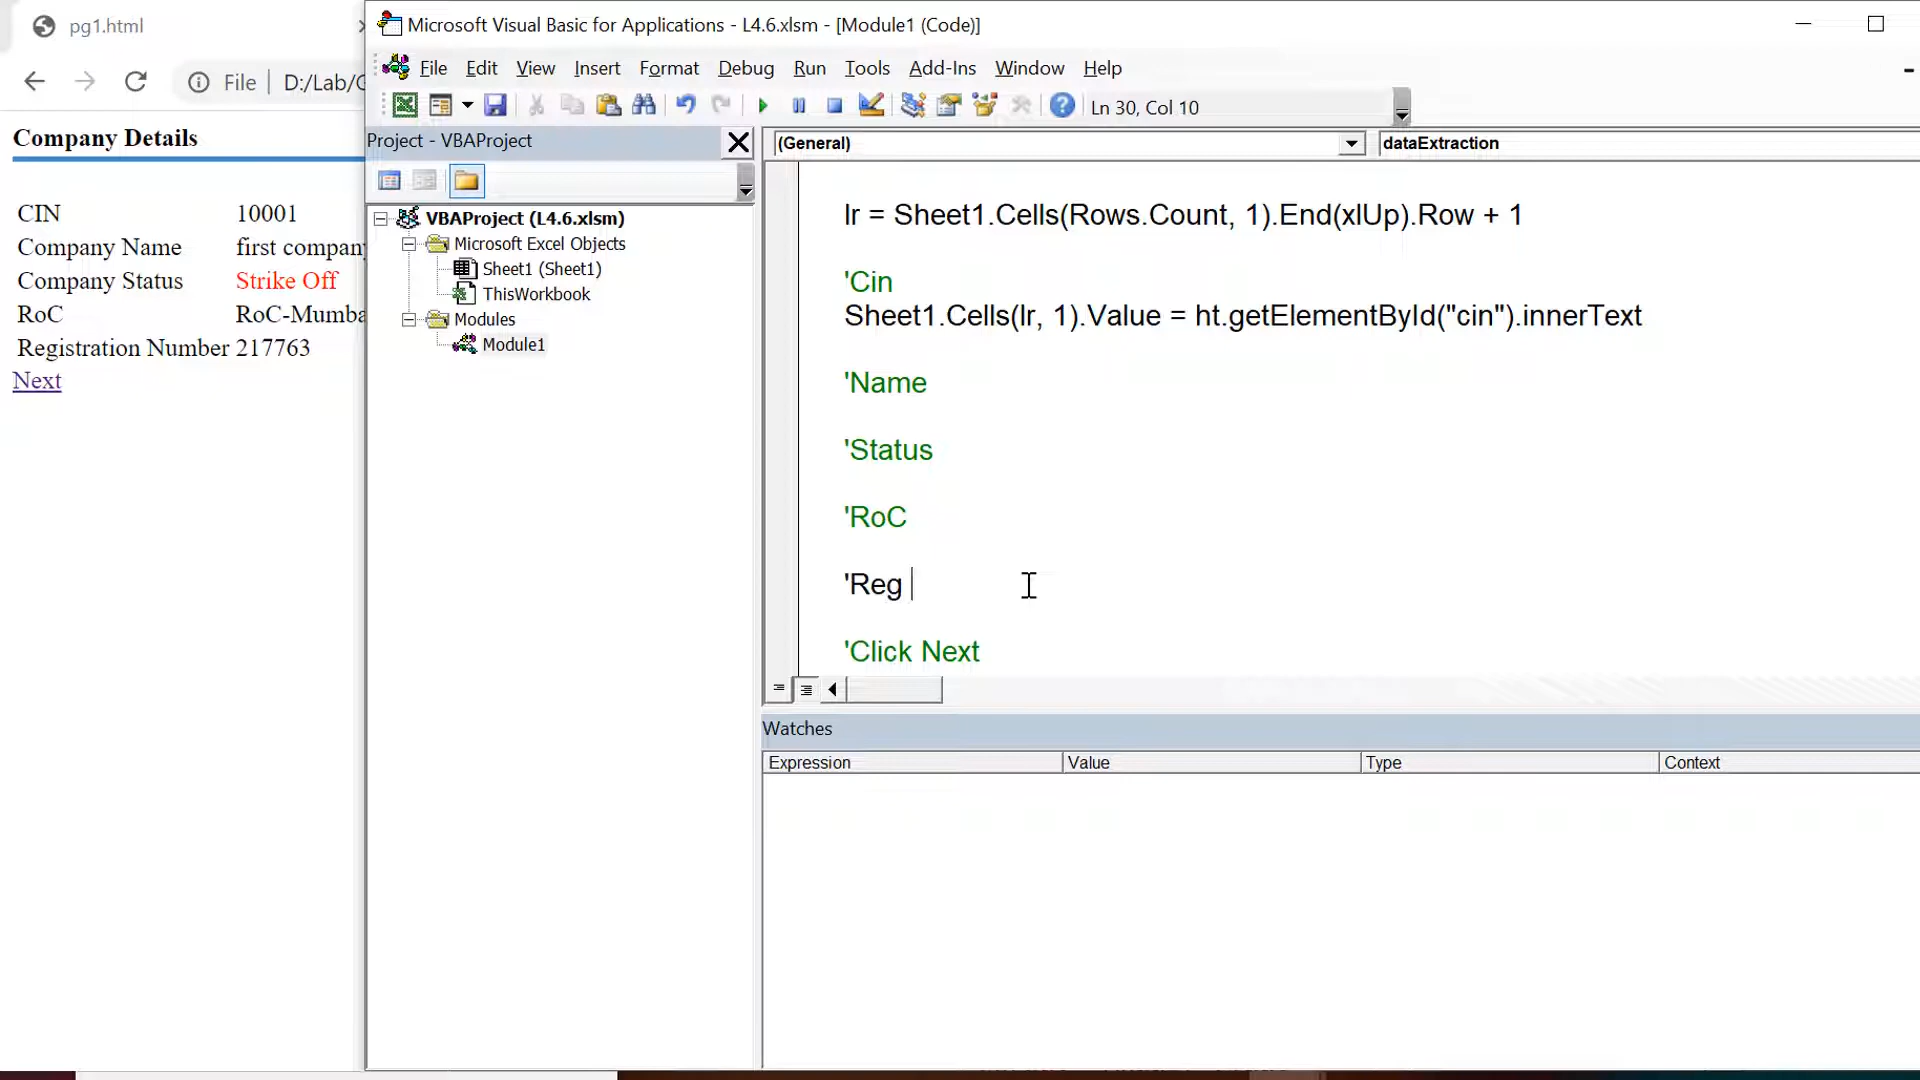 pg1.html
File
D:/Lab/
Company Details
CIN 10001
Company Name first company
Company Status Strike Off
RoC RoC-Mumba
Registration Number 217763
Next
Microsoft Visual Basic for Applications - L4.6.xlsm - [Module1 (Code)]
File Edit View Insert Format Debug Run Tools Add-Ins Window Help
Ln 30, Col 10
Project - VBAProject
VBAProject (L4.6.xlsm)
Microsoft Excel Objects
Sheet1 (Sheet1)
ThisWorkbook
Modules
Module1
(General) dataExtraction
lr = Sheet1.Cells(Rows.Count, 1).End(xlUp).Row + 1
'Cin
Sheet1.Cells(lr, 1).Value = ht.getElementById("cin").innerText
'Name
'Status
'RoC
'Reg
'Click Next
Watches
Expression Value Type Context